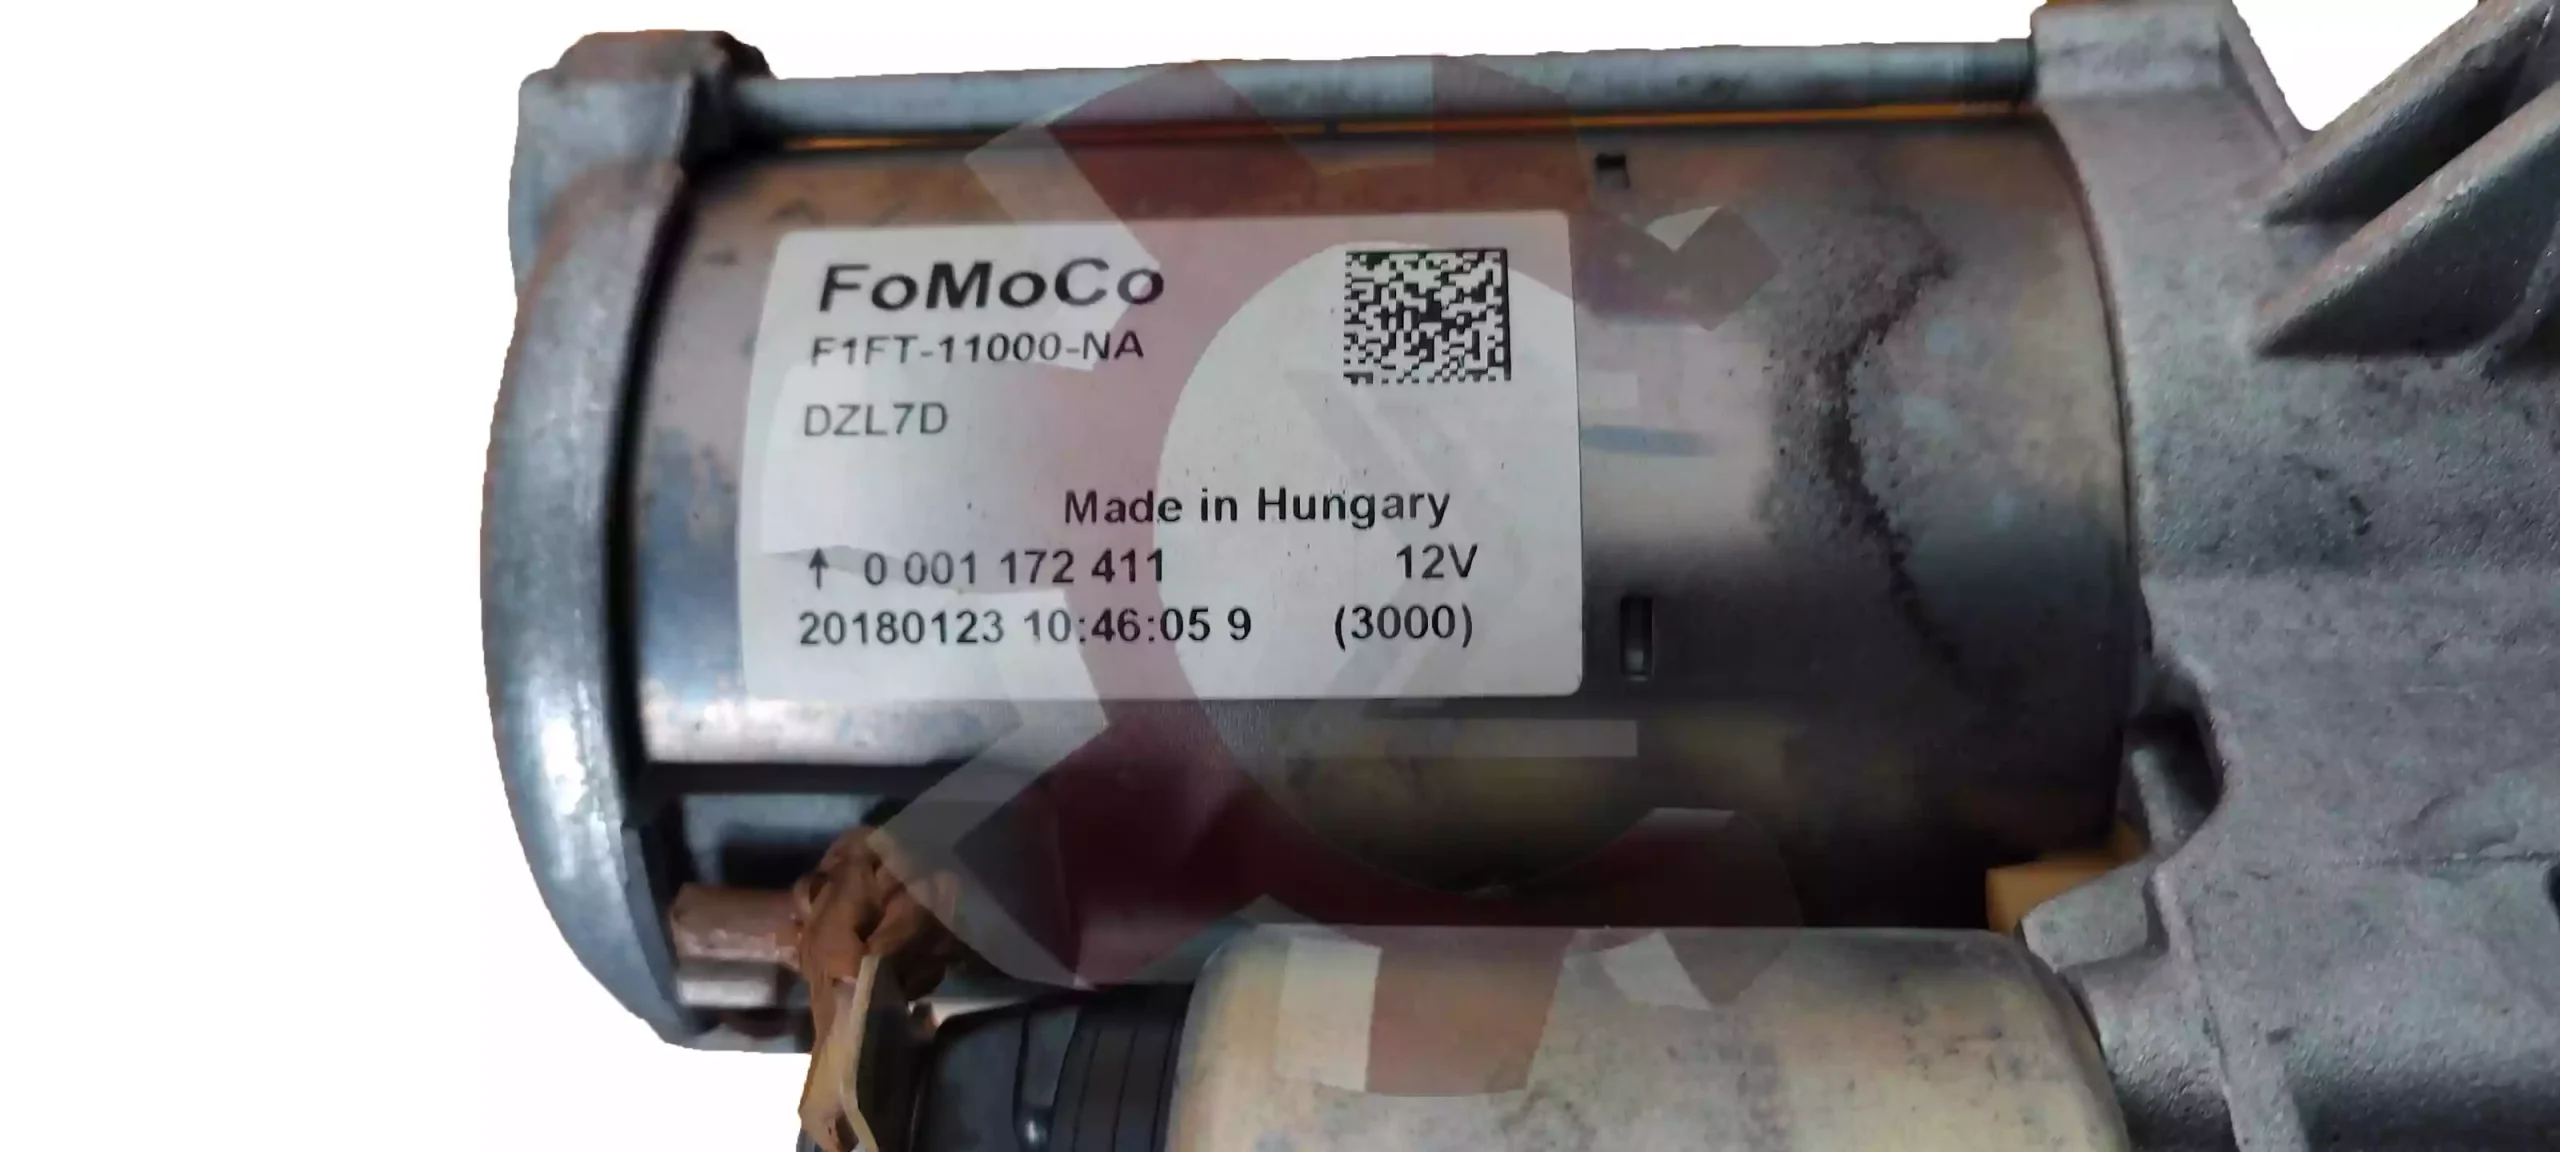 FoMoCo
F1FT-11000-NA
DZL7D
Made in Hungary
↑ 0 001 172 411 12V
20180123 10:46:05 9 (3000)